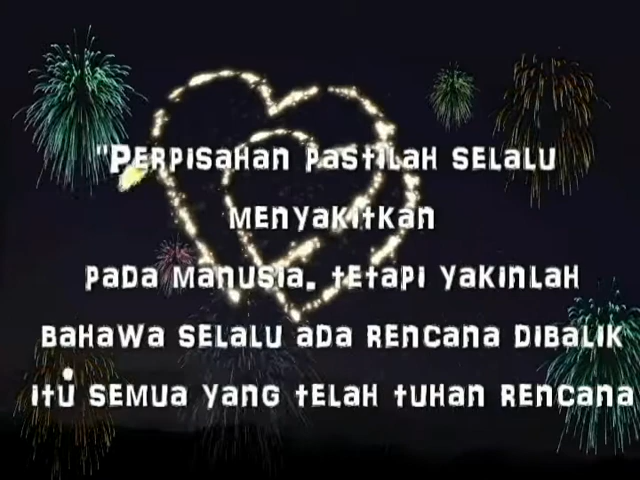 "Perpisahan pastilah selalu
menyakitkan
pada manusia. tetapi yakinlah
bahawa selalu ada rencana dibalik
itu semua yang telah tuhan rencana